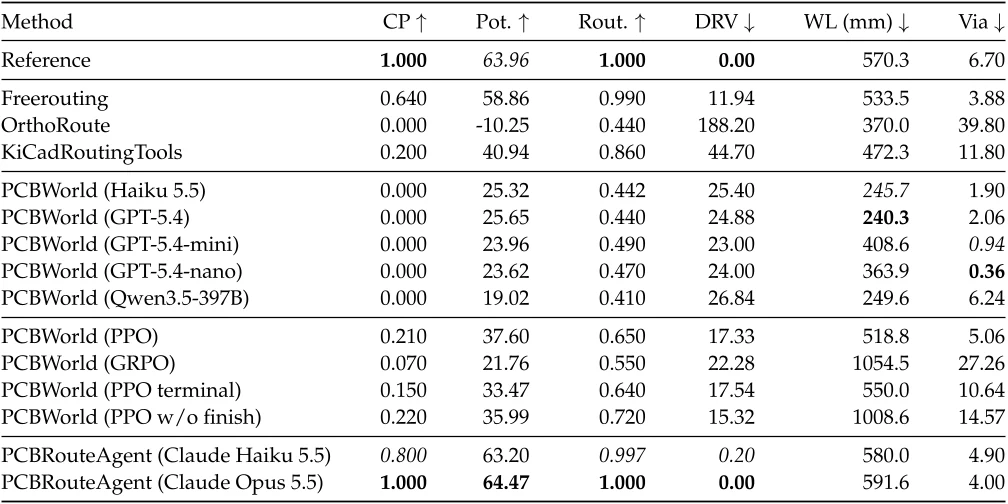 Method CP ↑ Pot. ↑ Rout. ↑ DRV ↓ WL (mm) ↓ Via ↓
Reference 1.000 63.96 1.000 0.00 570.3 6.70
Freerouting 0.640 58.86 0.990 11.94 533.5 3.88
OrthoRoute 0.000 -10.25 0.440 188.20 370.0 39.80
KiCadRoutingTools 0.200 40.94 0.860 44.70 472.3 11.80
PCBWorld (Haiku 5.5) 0.000 25.32 0.442 25.40 245.7 1.90
PCBWorld (GPT-5.4) 0.000 25.65 0.440 24.88 240.3 2.06
PCBWorld (GPT-5.4-mini) 0.000 23.96 0.490 23.00 408.6 0.94
PCBWorld (GPT-5.4-nano) 0.000 23.62 0.470 24.00 363.9 0.36
PCBWorld (Qwen3.5-397B) 0.000 19.02 0.410 26.84 249.6 6.24
PCBWorld (PPO) 0.210 37.60 0.650 17.33 518.8 5.06
PCBWorld (GRPO) 0.070 21.76 0.550 22.28 1054.5 27.26
PCBWorld (PPO terminal) 0.150 33.47 0.640 17.54 550.0 10.64
PCBWorld (PPO w/o finish) 0.220 35.99 0.720 15.32 1008.6 14.57
PCBRouteAgent (Claude Haiku 5.5) 0.800 63.20 0.997 0.20 580.0 4.90
PCBRouteAgent (Claude Opus 5.5) 1.000 64.47 1.000 0.00 591.6 4.00